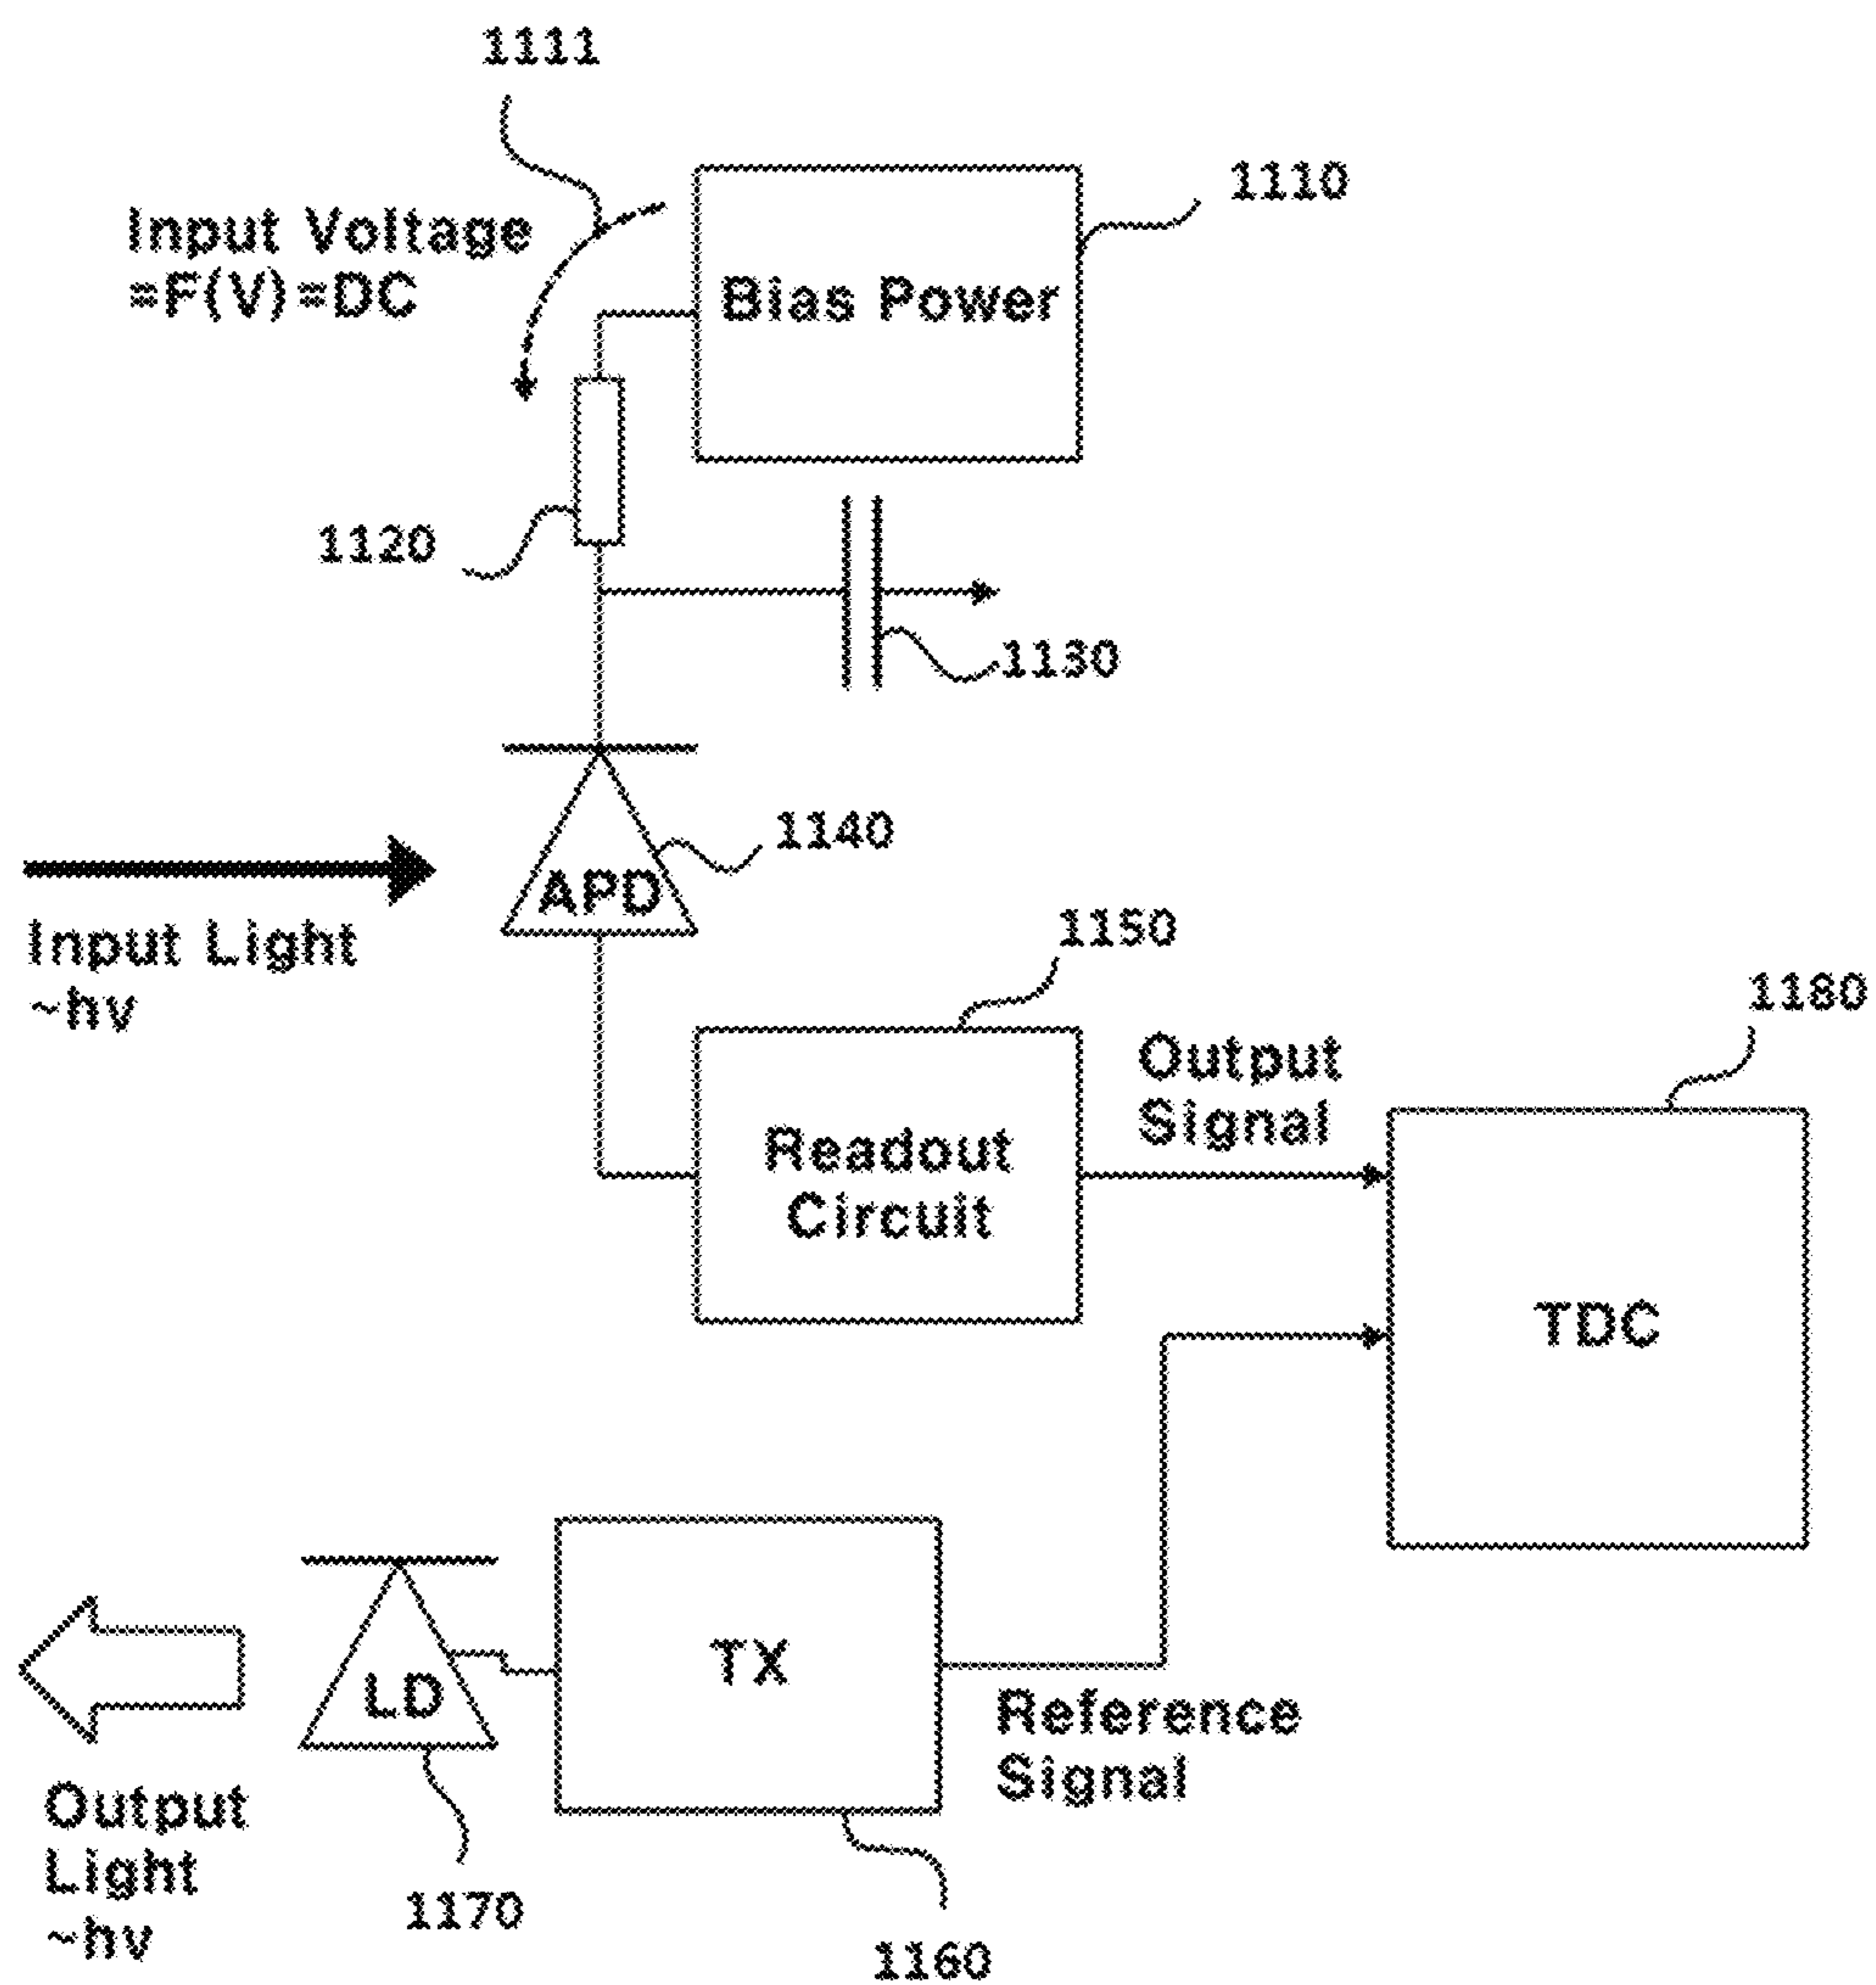 1111
1110
Input Voltage
=F(V)=DC
Bias Power
1120
1130
1140
APD
Input Light
~hv
1150
1180
Output
Signal
Readout
Circuit
TDC
TX
LD
Reference
Signal
Output
Light
~hv
1170
1160